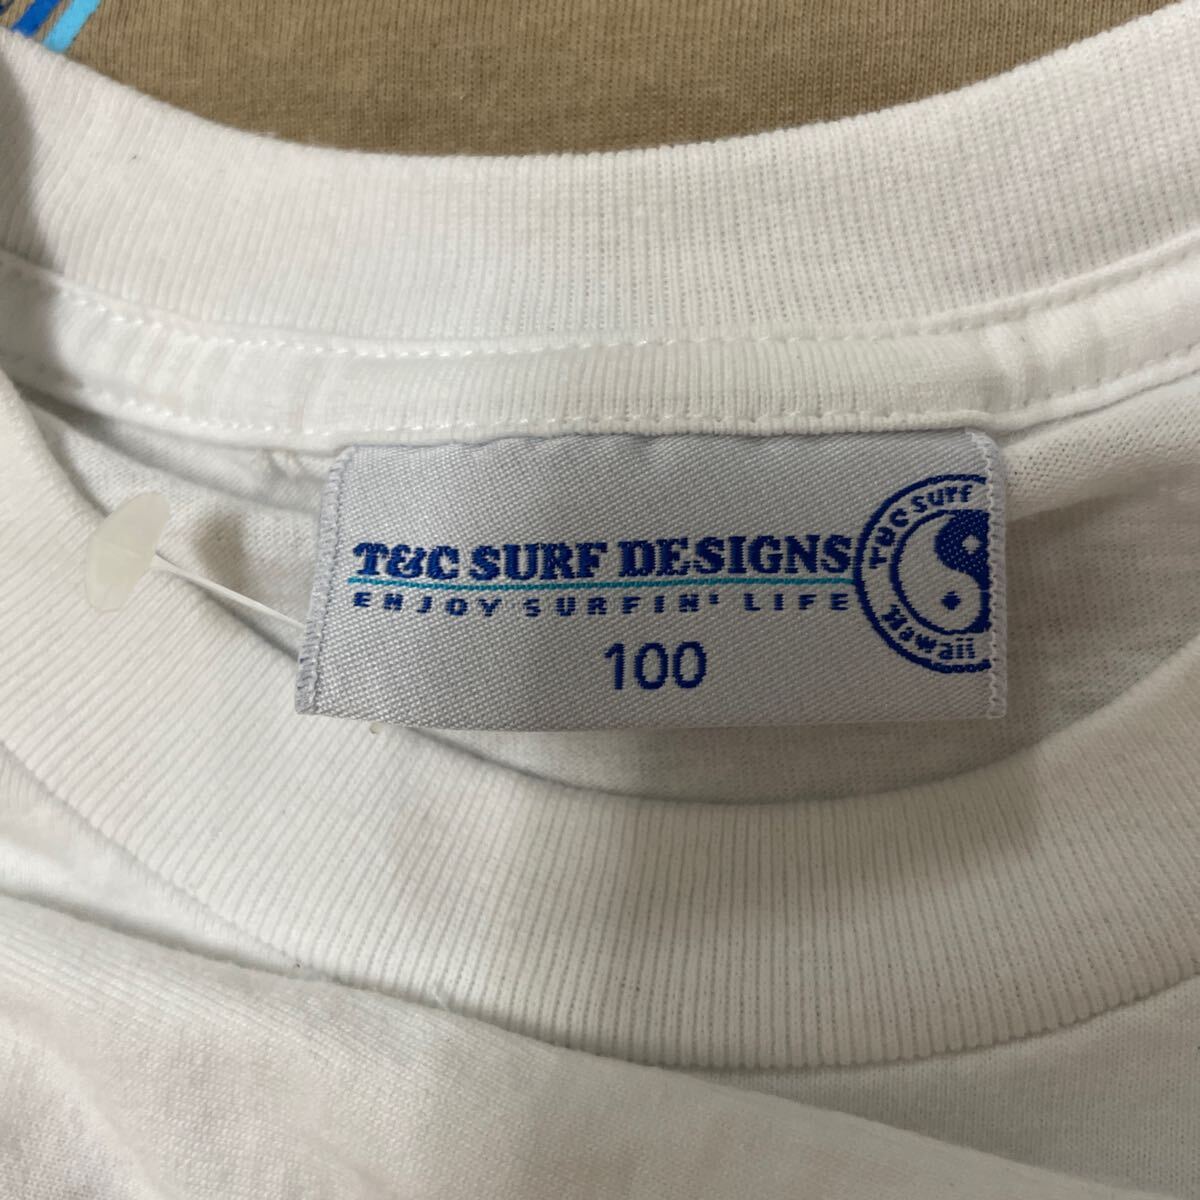 T&C SURF DESIGNS
ENJOY SURFIN' LIFE
100
T&C Surf
Hawaii